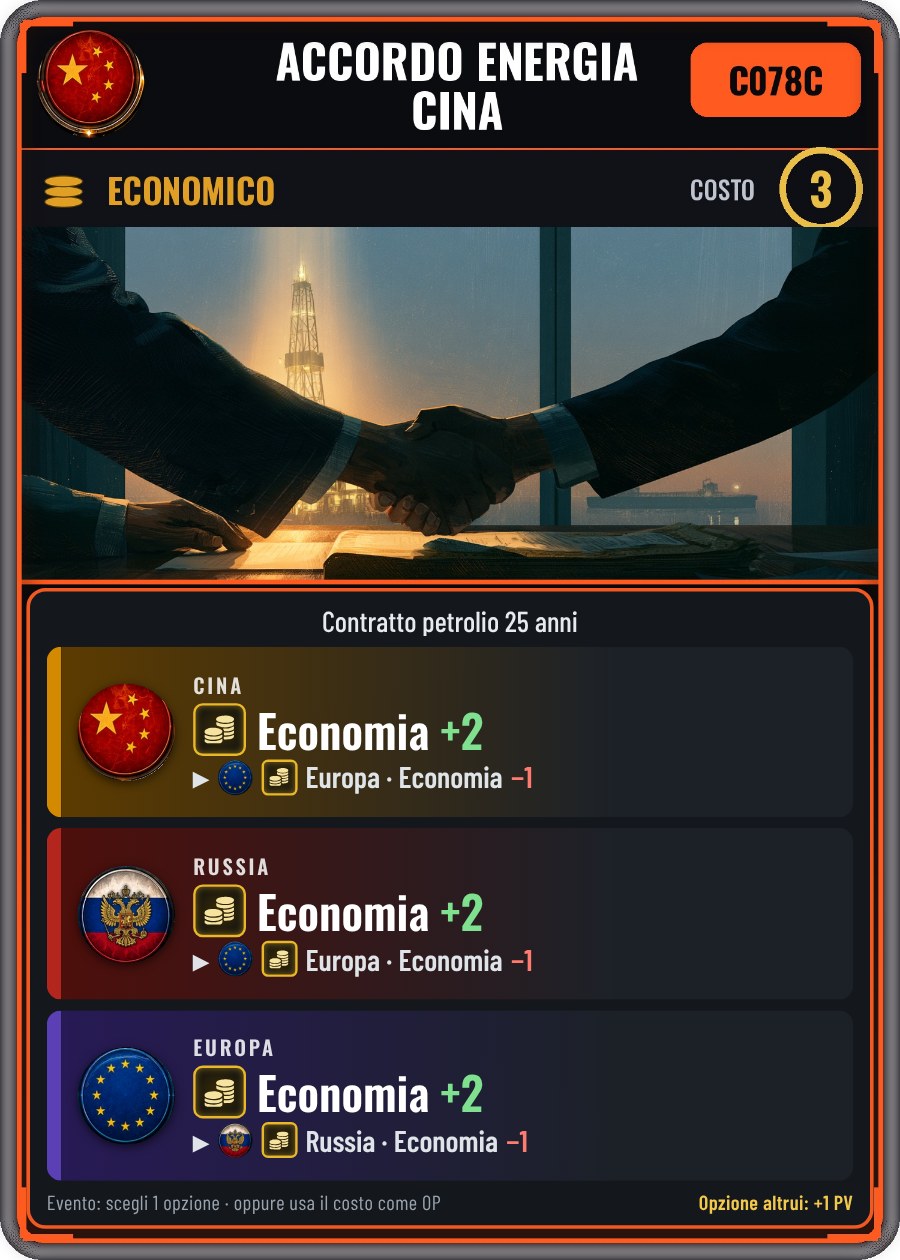 ACCORDO ENERGIA
CINA
C078C
ECONOMICO
COSTO
3
Contratto petrolio 25 anni
CINA
Economia +2
▶ Europa · Economia −1
RUSSIA
Economia +2
▶ Europa · Economia −1
EUROPA
Economia +2
▶ Russia · Economia −1
Evento: scegli 1 opzione · oppure usa il costo come OP
Opzione altrui: +1 PV